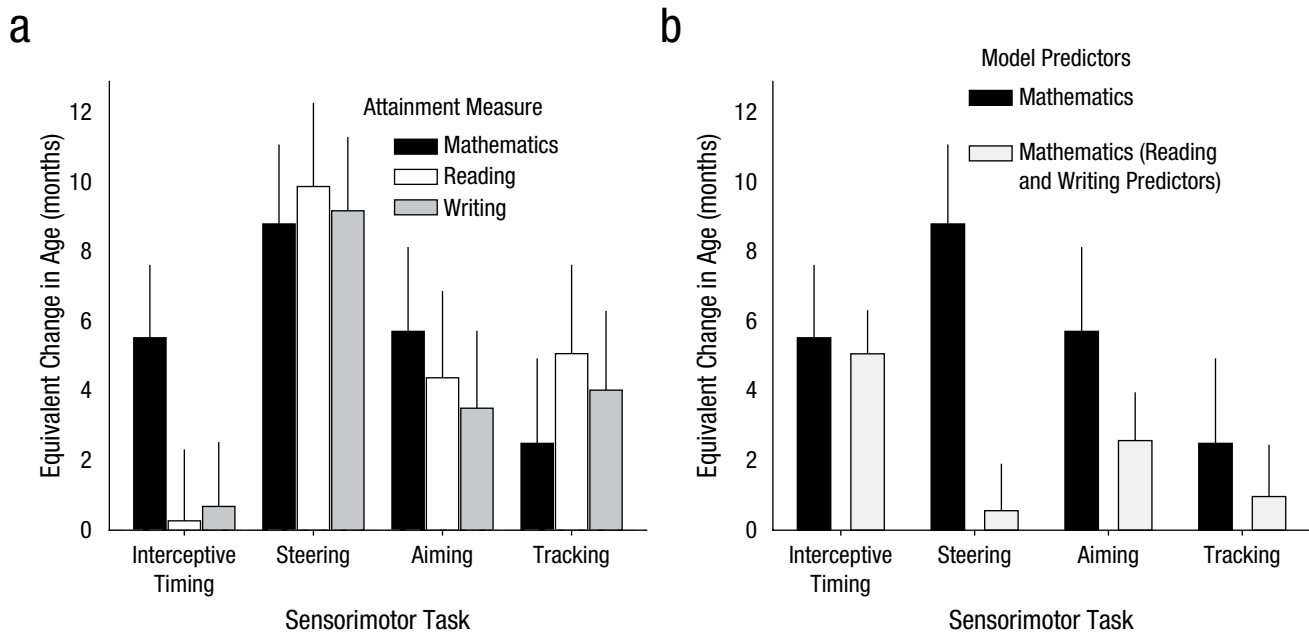 a
Equivalent Change in Age (months)
12
10
8
6
4
2
0
Attainment Measure
Mathematics
Reading
Writing
Interceptive
Timing
Steering
Aiming
Tracking
Sensorimotor Task
b
Equivalent Change in Age (months)
12
10
8
6
4
2
0
Model Predictors
Mathematics
Mathematics (Reading
and Writing Predictors)
Interceptive
Timing
Steering
Aiming
Tracking
Sensorimotor Task